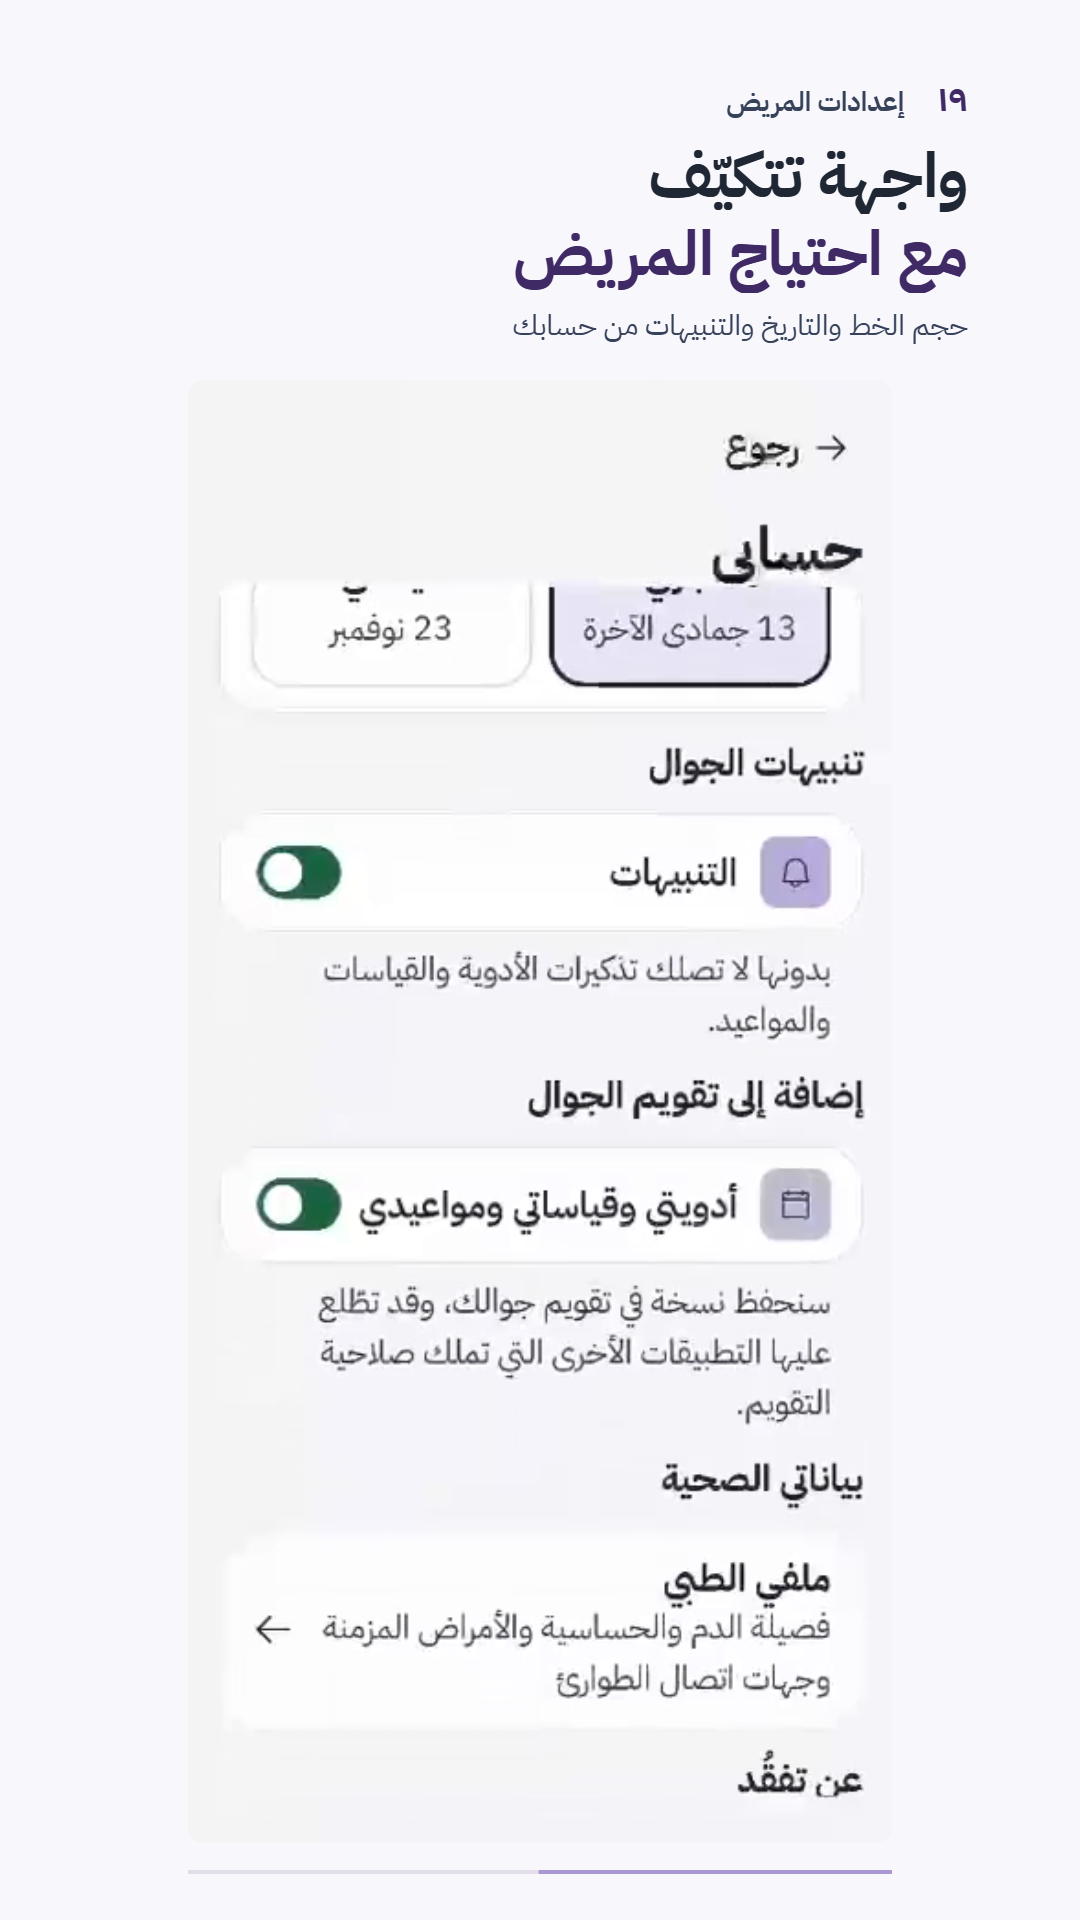 ١٩ إعدادات المريض
واجهة تتكيّف
مع احتياج المريض
حجم الخط والتاريخ والتنبيهات من حسابك
رجوع
حسابي
13 جمادى الآخرة
23 نوفمبر
تنبيهات الجوال
التنبيهات
بدونها لا تصلك تذكيرات الأدوية والقياسات
والمواعيد.
إضافة إلى تقويم الجوال
أدويتي وقياساتي ومواعيدي
سنحفظ نسخة في تقويم جوالك، وقد تطّلع
عليها التطبيقات الأخرى التي تملك صلاحية
التقويم.
بياناتي الصحية
ملفي الطبي
فصيلة الدم والحساسية والأمراض المزمنة
وجهات اتصال الطوارئ
عن تفقُد